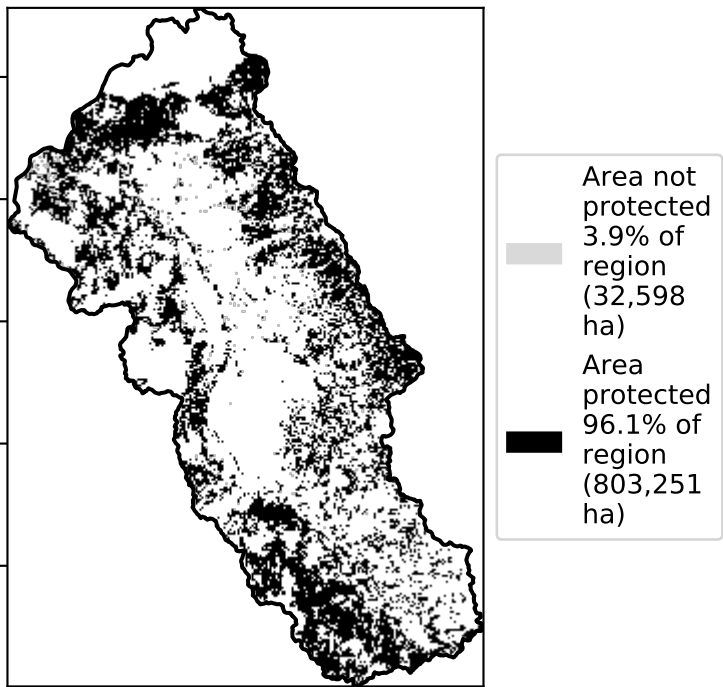 Area not
protected
3.9% of
region
(32,598
ha)
Area
protected
96.1% of
region
(803,251
ha)